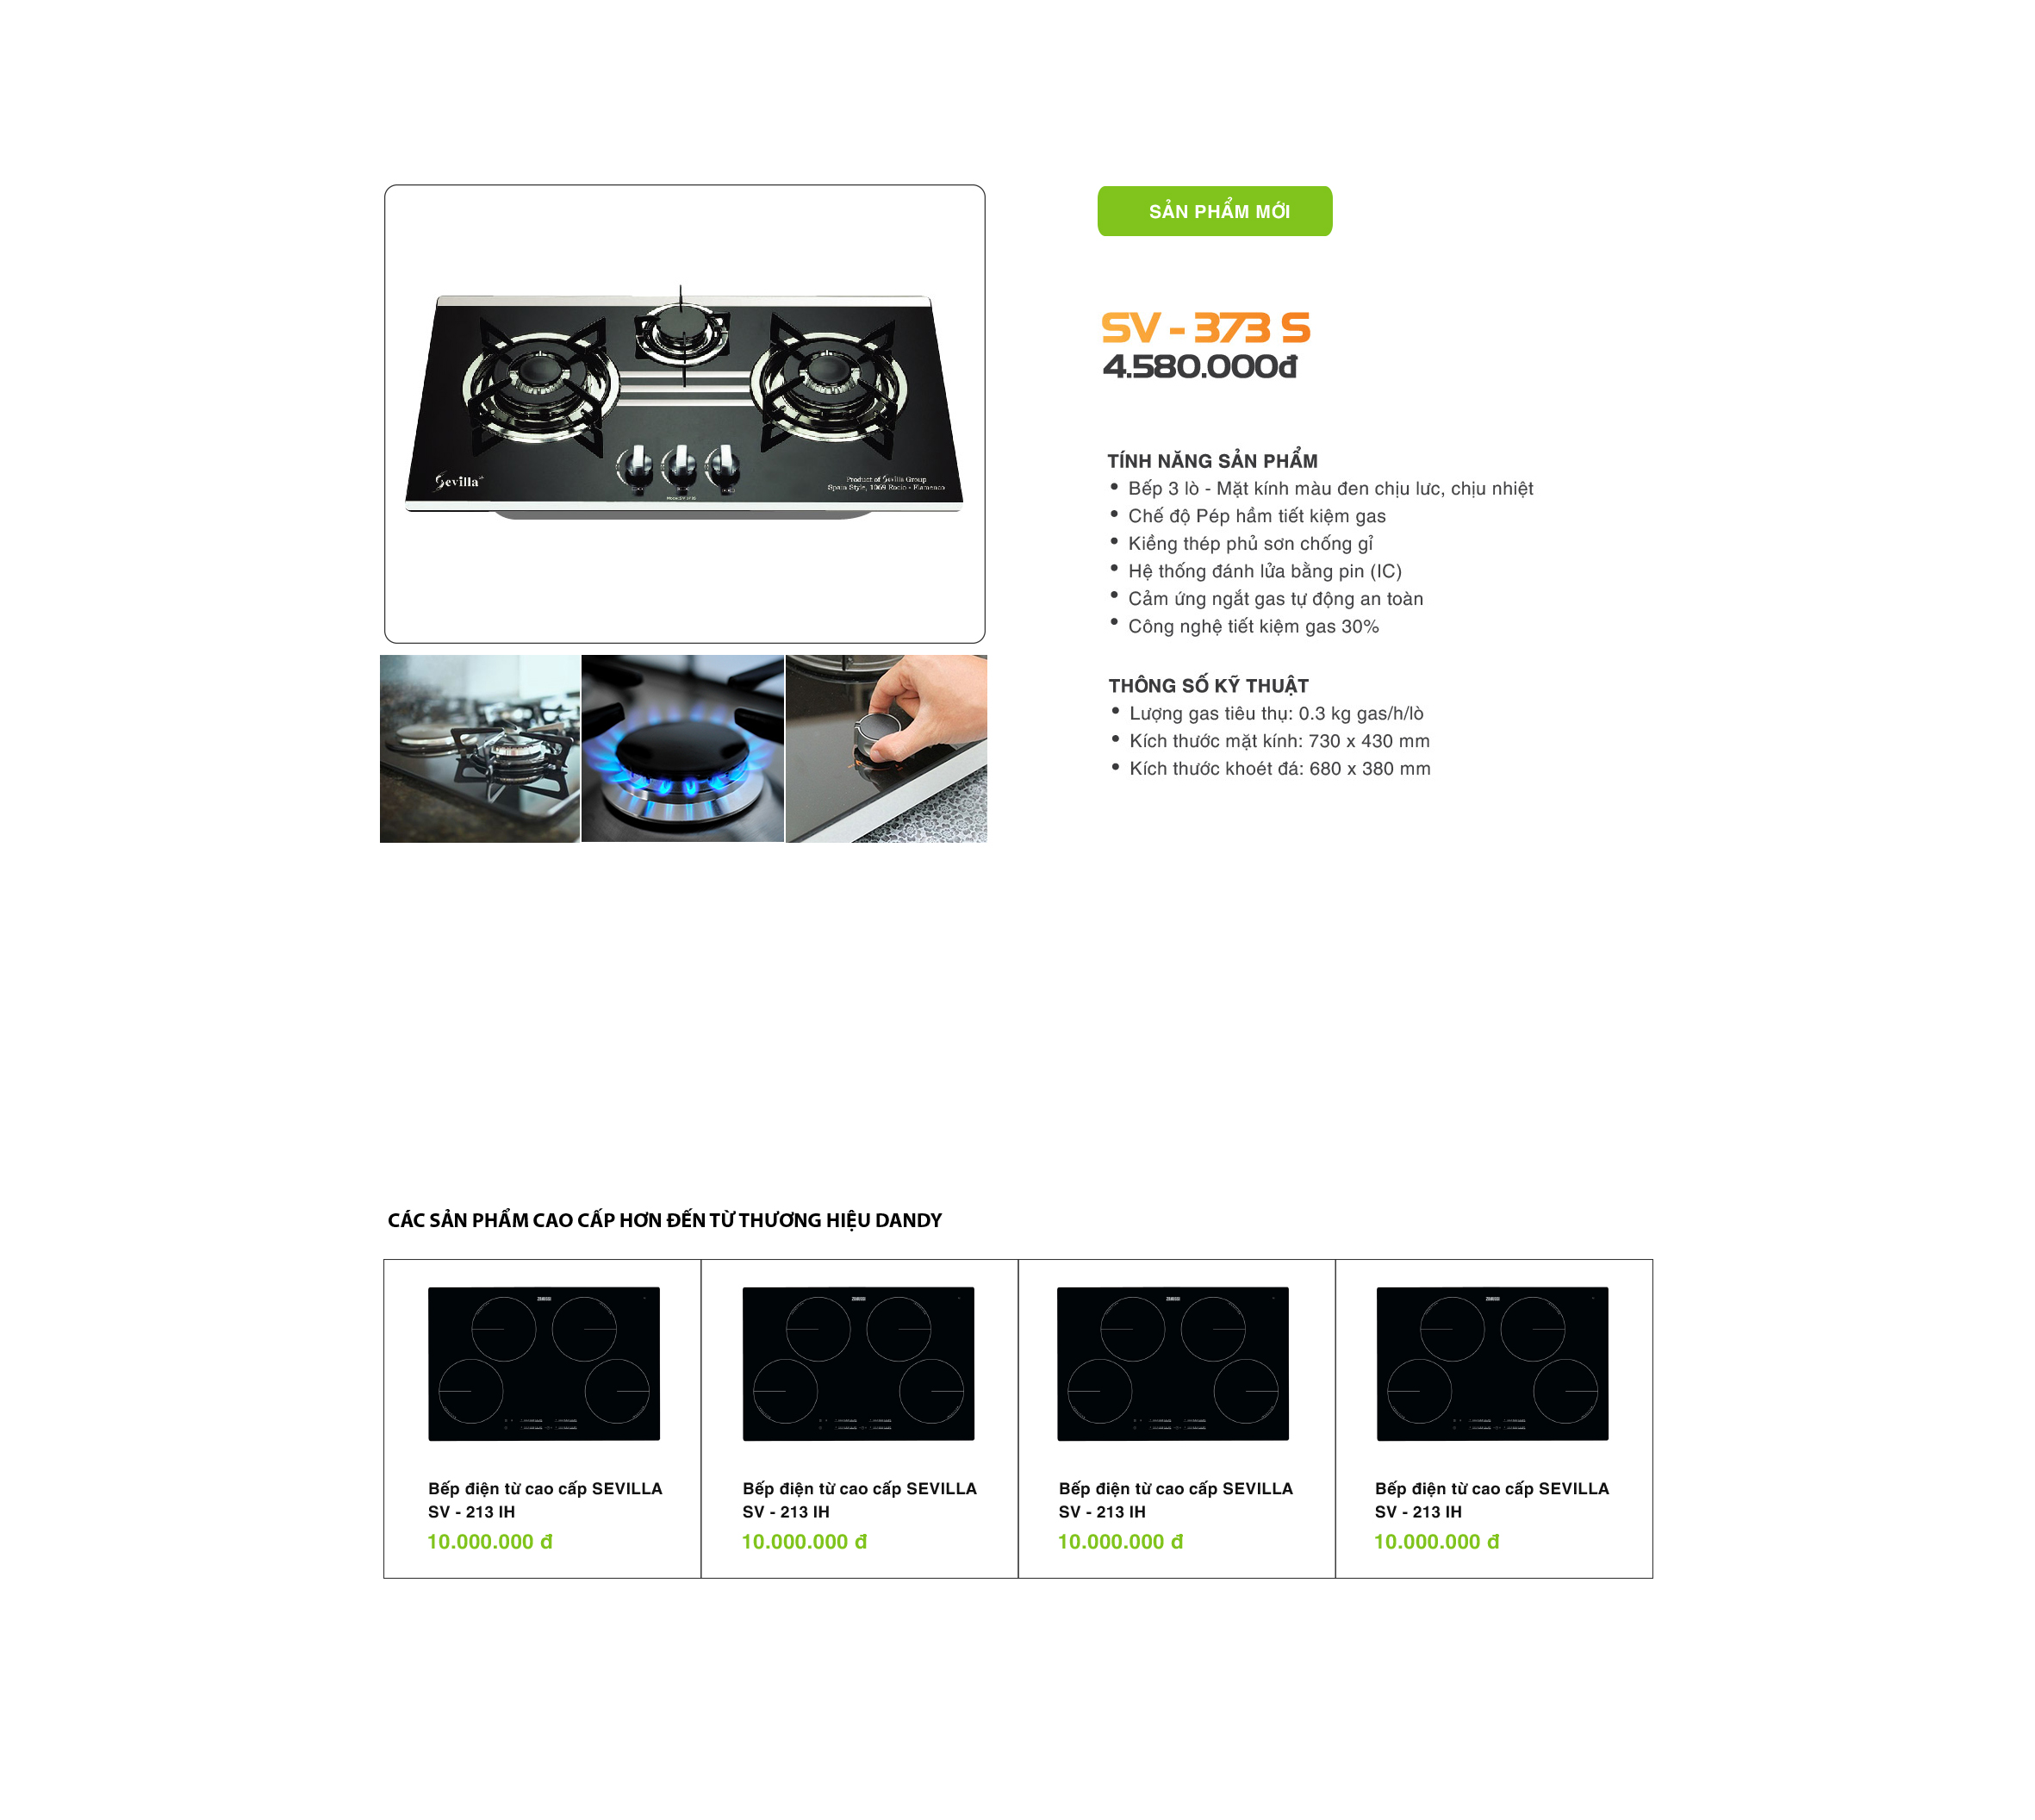 SẢN PHẨM MỚI
SV - 373 S
4.580.000đ
TÍNH NĂNG SẢN PHẨM
• Bếp 3 lò - Mặt kính màu đen chịu lưc, chịu nhiệt
• Chế độ Pép hầm tiết kiệm gas
• Kiềng thép phủ sơn chống gỉ
• Hệ thống đánh lửa bằng pin (IC)
• Cảm ứng ngắt gas tự động an toàn
• Công nghệ tiết kiệm gas 30%
THÔNG SỐ KỸ THUẬT
• Lượng gas tiêu thụ: 0.3 kg gas/h/lò
• Kích thước mặt kính: 730 x 430 mm
• Kích thước khoét đá: 680 x 380 mm
Sevilla
Product of Sevilla Group
Spain Style, 1069 Rocio - Flamenco
CÁC SẢN PHẨM CAO CẤP HƠN ĐẾN TỪ THƯƠNG HIỆU DANDY
Bếp điện từ cao cấp SEVILLA
SV - 213 IH
10.000.000 đ
Bếp điện từ cao cấp SEVILLA
SV - 213 IH
10.000.000 đ
Bếp điện từ cao cấp SEVILLA
SV - 213 IH
10.000.000 đ
Bếp điện từ cao cấp SEVILLA
SV - 213 IH
10.000.000 đ